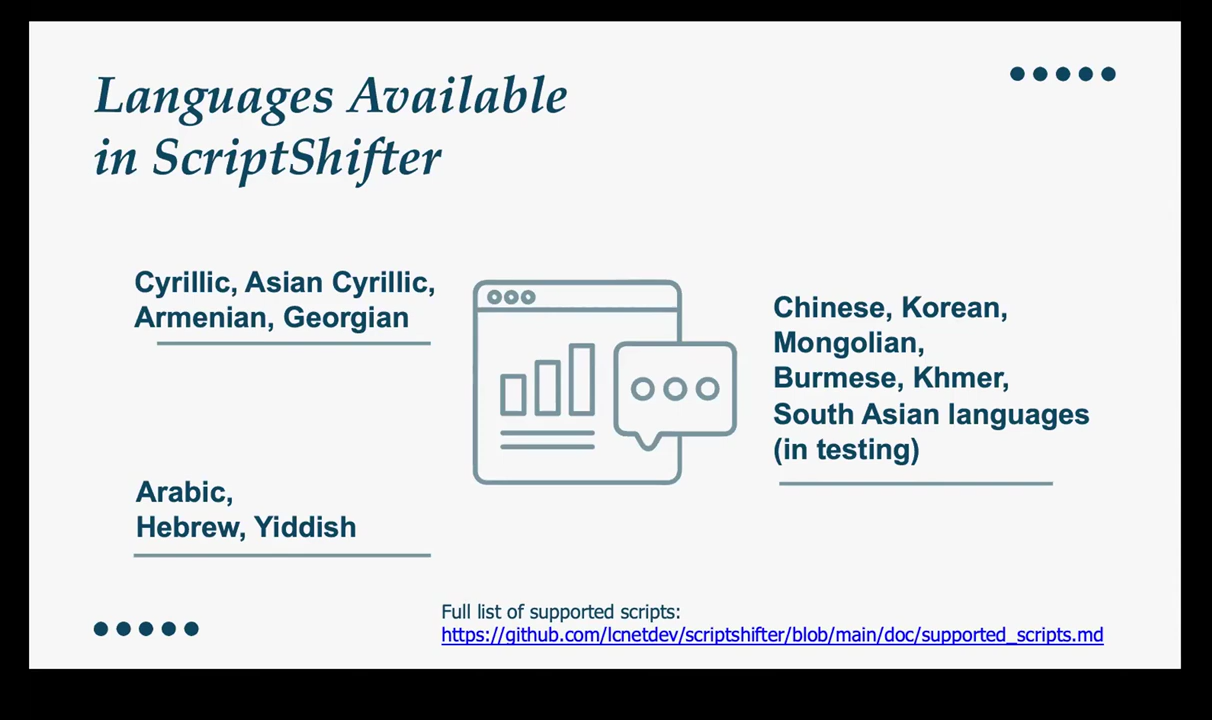 Languages Available
in ScriptShifter
Cyrillic, Asian Cyrillic,
Armenian, Georgian
Arabic,
Hebrew, Yiddish
Chinese, Korean,
Mongolian,
Burmese, Khmer,
South Asian languages
(in testing)
Full list of supported scripts:
https://github.com/lcnetdev/scriptshifter/blob/main/doc/supported_scripts.md